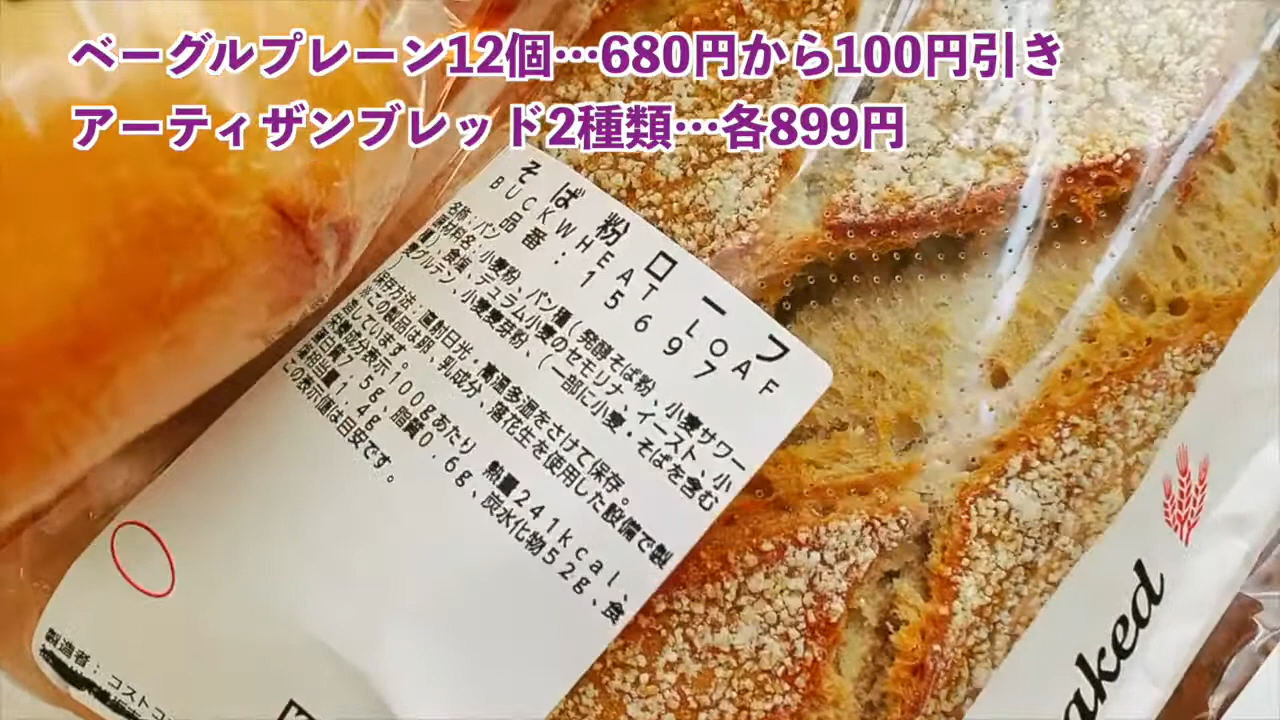 ベーグルプレーン12個…680円から100円引き
アーティザンブレッド2種類…各899円
そば粉ローフ
BUCKWHEAT LOAF
品番:15697
名称:パン
原材料名:小麦粉、パン種(発酵そば粉、小麦サワー
種)、食塩、デュラム小麦のセモリナ、イースト、小
麦グルテン、小麦麦芽粉、(一部に小麦・そばを含む
保存方法:直射日光・高温多湿をさけて保存。
※この製品は卵、乳成分、落花生を使用した設備で製
造しています。
栄養成分表示100gあたり 熱量241kcal、
蛋白質7.5g、脂質0.6g、炭水化物52g、食
塩相当量1.4g
この表示値は目安です。
製造者:コストコ
aked